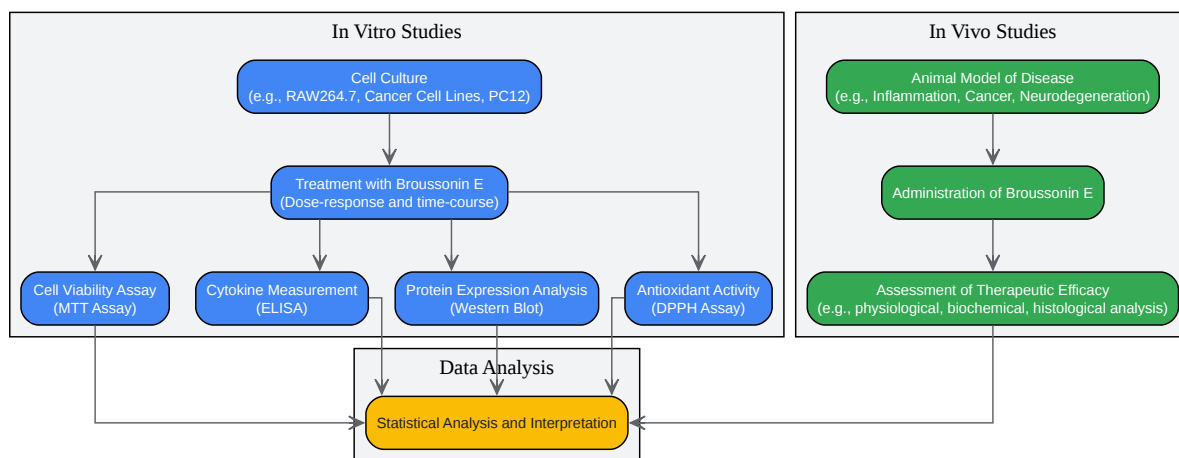 In Vitro Studies
Cell Culture
(e.g., RAW264.7, Cancer Cell Lines, PC12)
Treatment with Broussonin E
(Dose-response and time-course)
Cell Viability Assay
(MTT Assay)
Cytokine Measurement
(ELISA)
Protein Expression Analysis
(Western Blot)
Antioxidant Activity
(DPPH Assay)
In Vivo Studies
Animal Model of Disease
(e.g., Inflammation, Cancer, Neurodegeneration)
Administration of Broussonin E
Assessment of Therapeutic Efficacy
(e.g., physiological, biochemical, histological analysis)
Data Analysis
Statistical Analysis and Interpretation